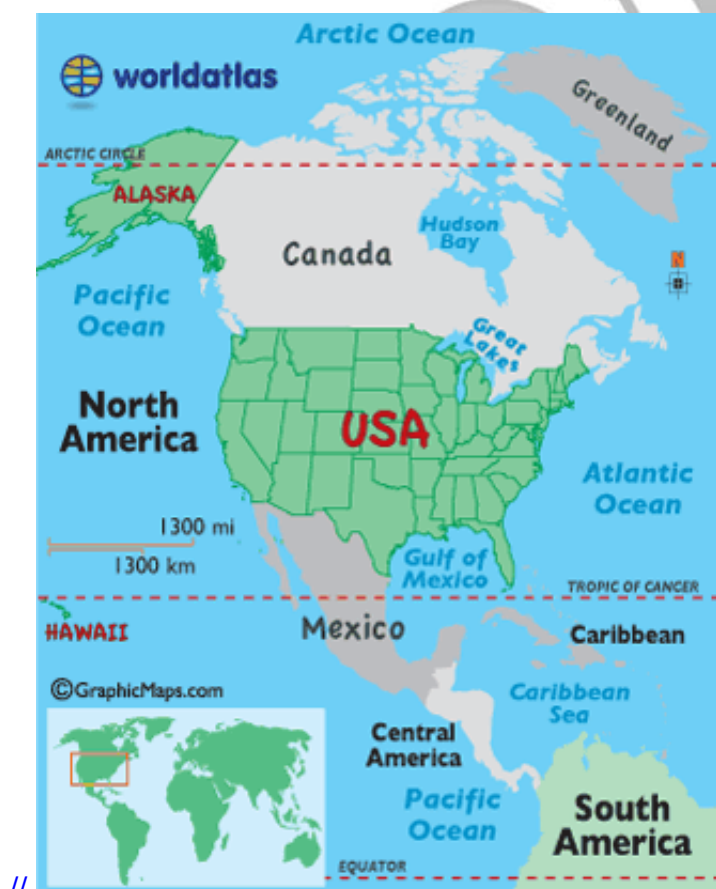 Arctic Ocean
worldatlas
Greenland
ARCTIC CIRCLE
ALASKA
Hudson
Bay
Canada
N
Pacific
Ocean
Great
Lakes
North
America
USA
Atlantic
Ocean
1300 mi
1300 km
Gulf of
Mexico
TROPIC OF CANCER
HAWAII
Mexico
Caribbean
©GraphicMaps.com
Caribbean
Sea
Central
America
Pacific
Ocean
South
America
EQUATOR
//